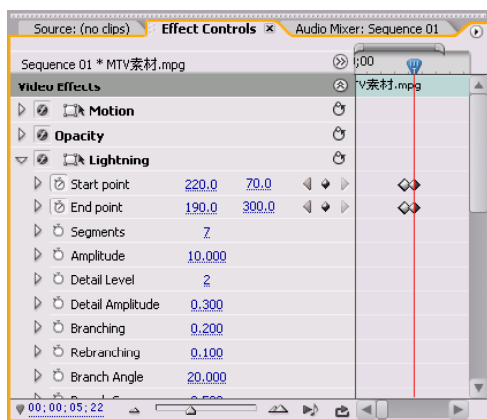 Source: (no clips) Effect Controls Audio Mixer: Sequence 01
Sequence 01 * MTV素材.mpg ;00
Video Effects V素材.mpg
Motion
Opacity
Lightning
Start point 220.0 70.0
End point 190.0 300.0
Segments 7
Amplitude 10.000
Detail Level 2
Detail Amplitude 0.300
Branching 0.200
Rebranching 0.100
Branch Angle 20.000
00;00;05;22